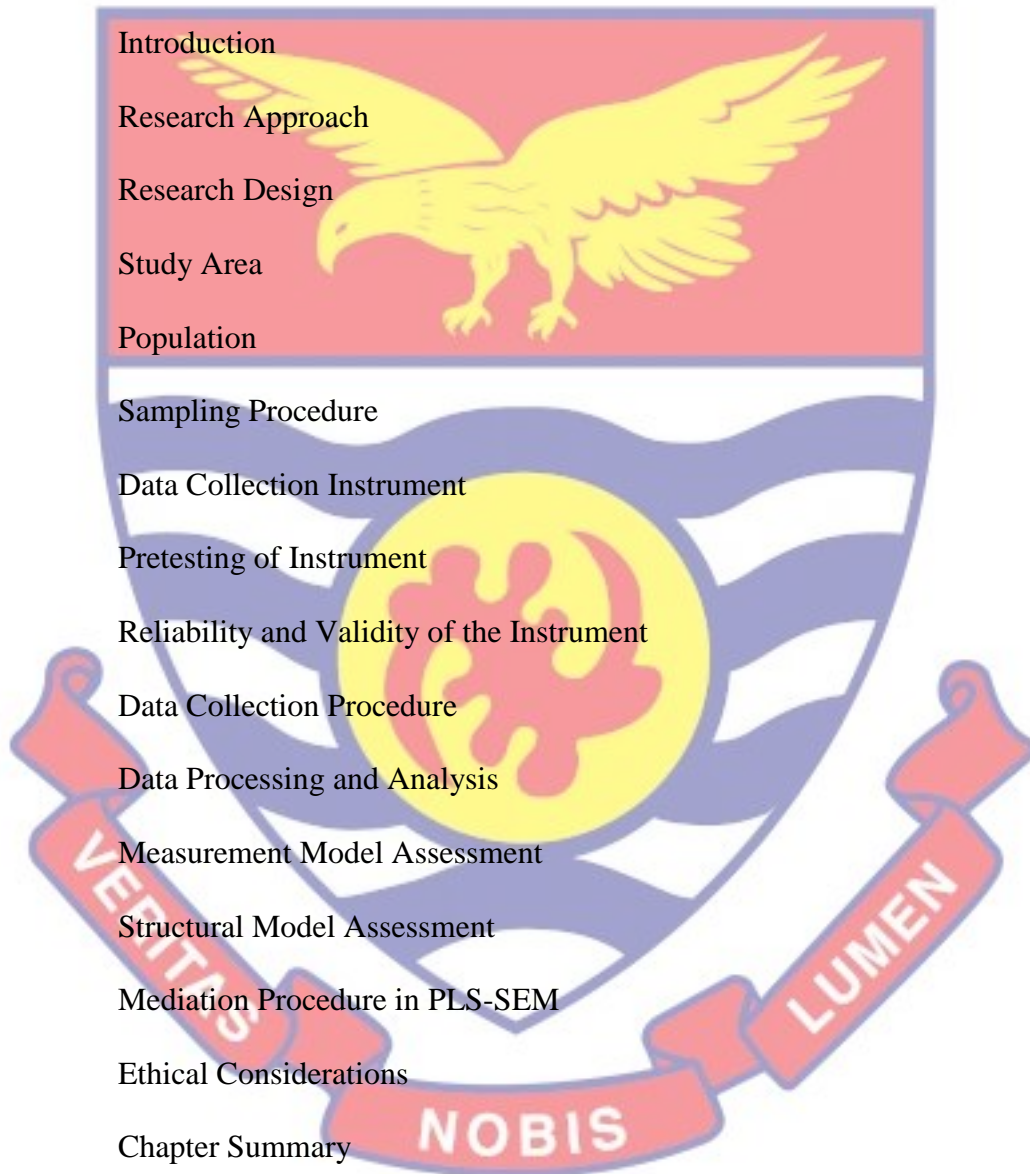 Introduction
Research Approach
Research Design
Study Area
Population
Sampling Procedure
Data Collection Instrument
Pretesting of Instrument
Reliability and Validity of the Instrument
Data Collection Procedure
Data Processing and Analysis
Measurement Model Assessment
Structural Model Assessment
Mediation Procedure in PLS-SEM
Ethical Considerations
Chapter Summary
VERITAS
NOBIS
LUMEN